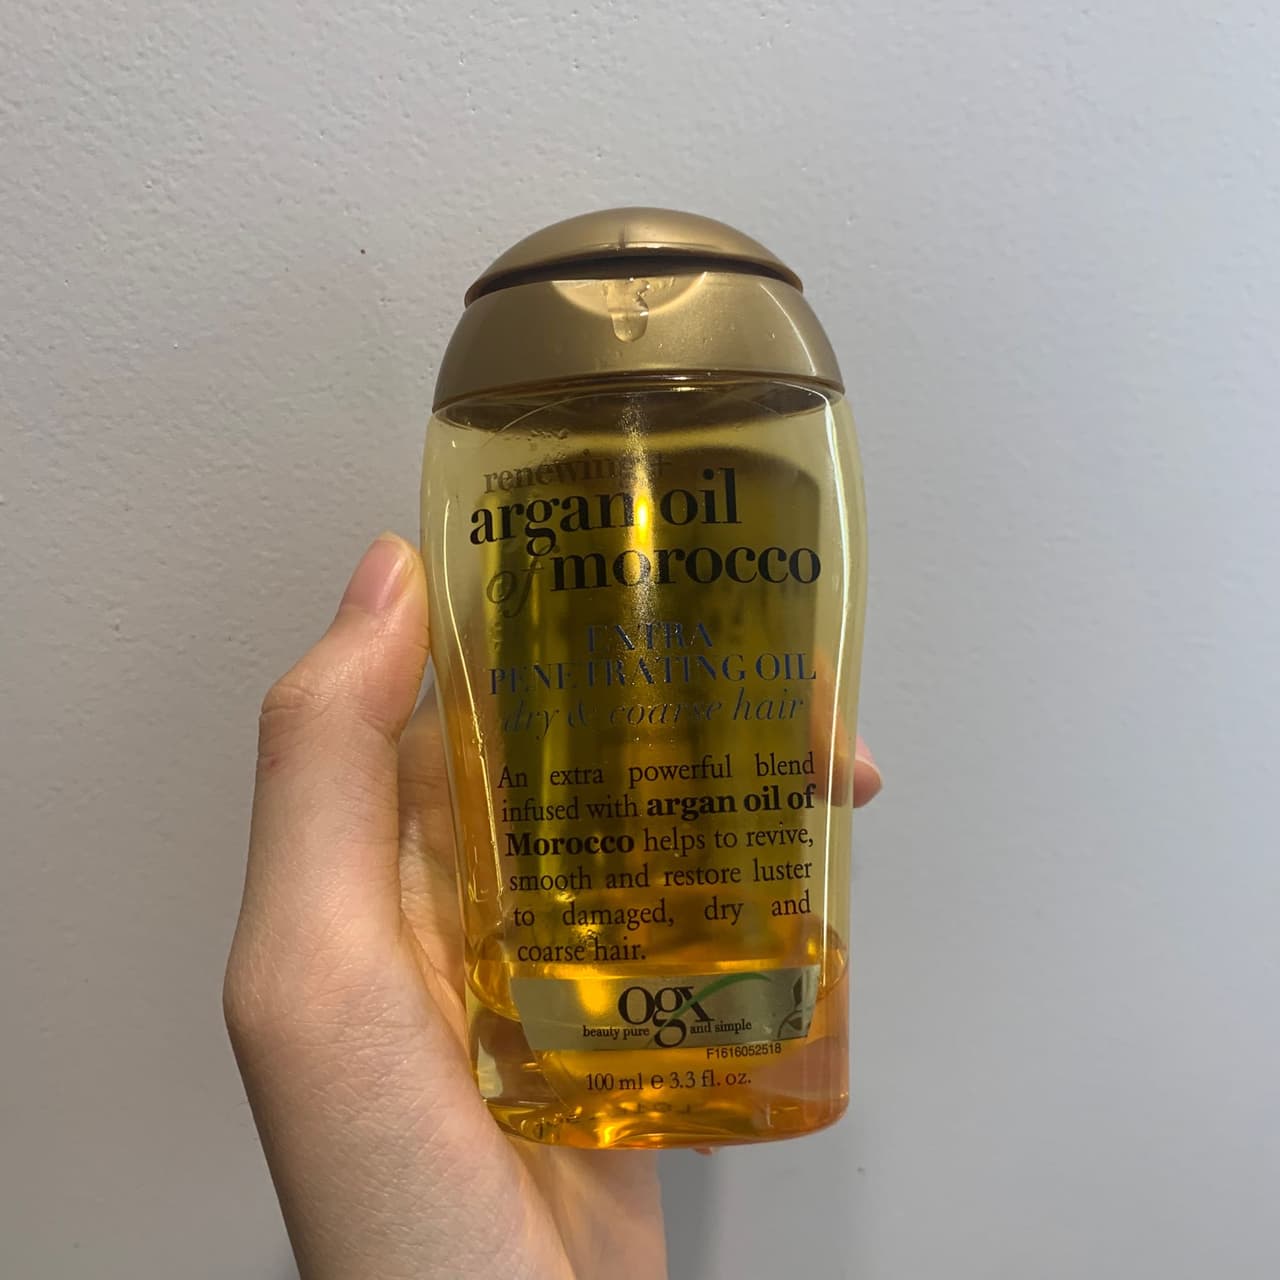 renewing +
argan oil
of morocco
EXTRA
PENETRATING OIL
dry & coarse hair
An extra powerful blend
infused with argan oil of
Morocco helps to revive,
smooth and restore luster
to damaged, dry and
coarse hair.
ogx
beauty pure and simple
F1616052518
100 ml e 3.3 fl. oz.